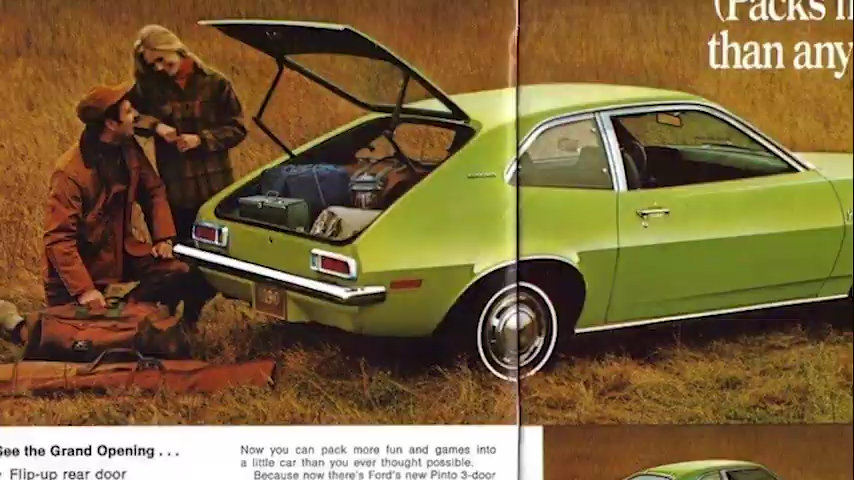 (Packs
than any
See the Grand Opening . . .
Flip-up rear door
Now you can pack more fun and games into
a little car than you ever thought possible.
Because now there's Ford's new Pinto 3-door